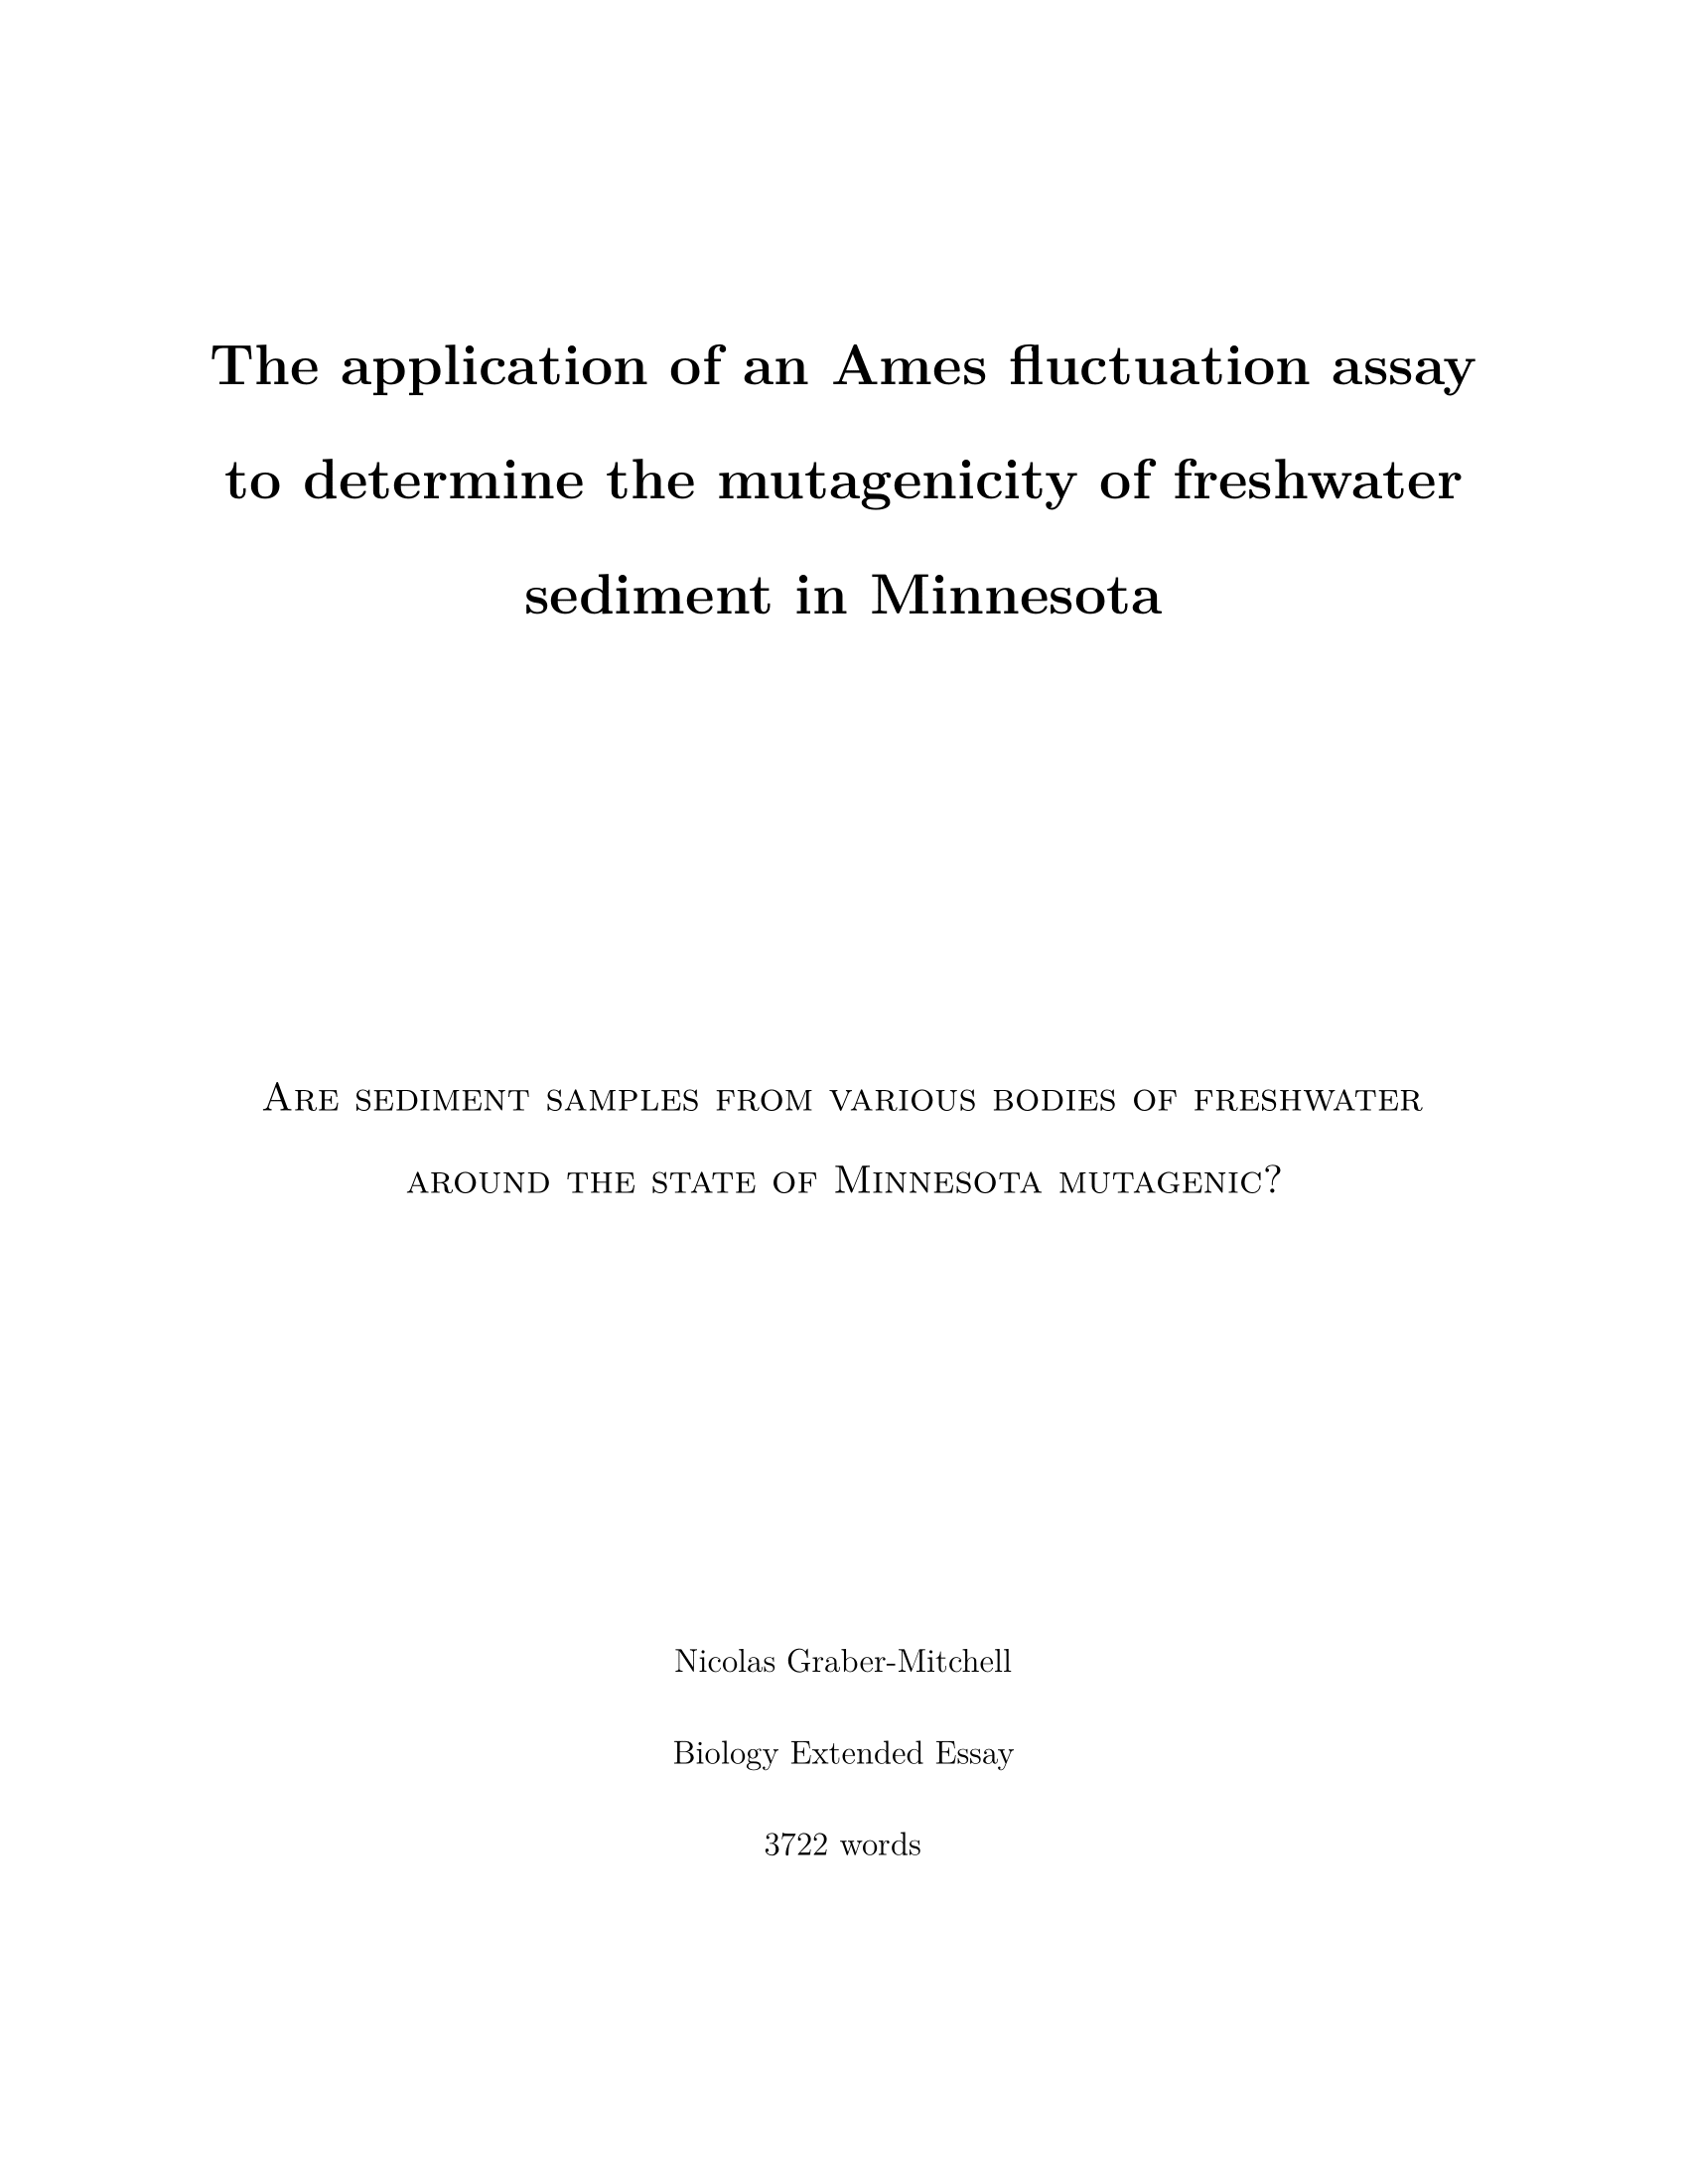 The application of an Ames fluctuation assay
to determine the mutagenicity of freshwater
sediment in Minnesota
Are sediment samples from various bodies of freshwater
around the state of Minnesota mutagenic?
Nicolas Graber-Mitchell
Biology Extended Essay
3722 words